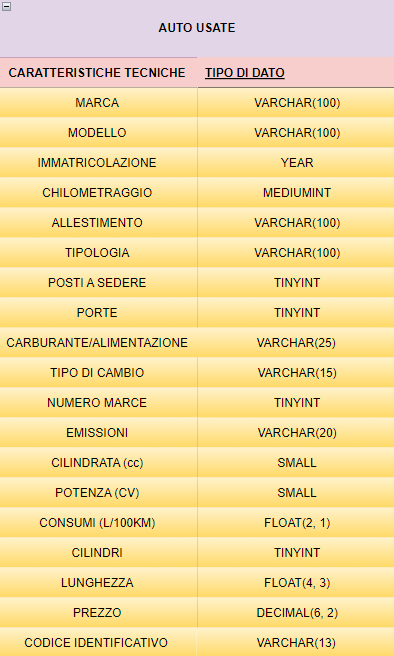 AUTO USATE
CARATTERISTICHE TECNICHE TIPO DI DATO
MARCA VARCHAR(100)
MODELLO VARCHAR(100)
IMMATRICOLAZIONE YEAR
CHILOMETRAGGIO MEDIUMINT
ALLESTIMENTO VARCHAR(100)
TIPOLOGIA VARCHAR(100)
POSTI A SEDERE TINYINT
PORTE TINYINT
CARBURANTE/ALIMENTAZIONE VARCHAR(25)
TIPO DI CAMBIO VARCHAR(15)
NUMERO MARCE TINYINT
EMISSIONI VARCHAR(20)
CILINDRATA (cc) SMALL
POTENZA (CV) SMALL
CONSUMI (L/100KM) FLOAT(2, 1)
CILINDRI TINYINT
LUNGHEZZA FLOAT(4, 3)
PREZZO DECIMAL(6, 2)
CODICE IDENTIFICATIVO VARCHAR(13)